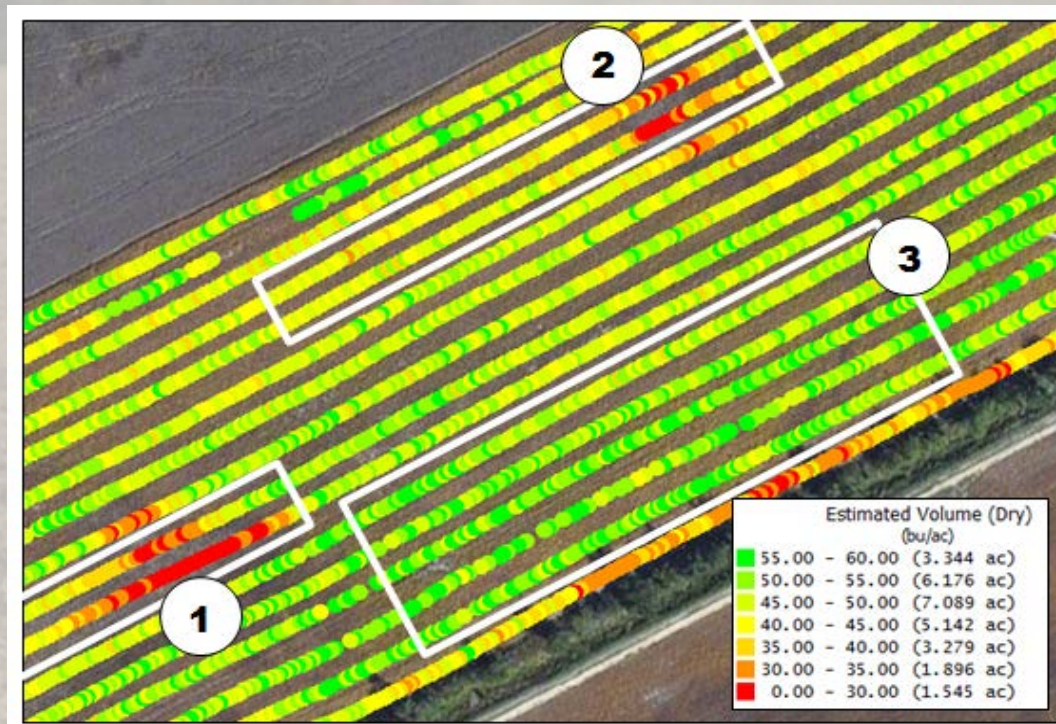 2
3
1
Estimated Volume (Dry)
(bu/ac)
55.00 - 60.00 (3.344 ac)
50.00 - 55.00 (6.176 ac)
45.00 - 50.00 (7.089 ac)
40.00 - 45.00 (5.142 ac)
35.00 - 40.00 (3.279 ac)
30.00 - 35.00 (1.896 ac)
0.00 - 30.00 (1.545 ac)